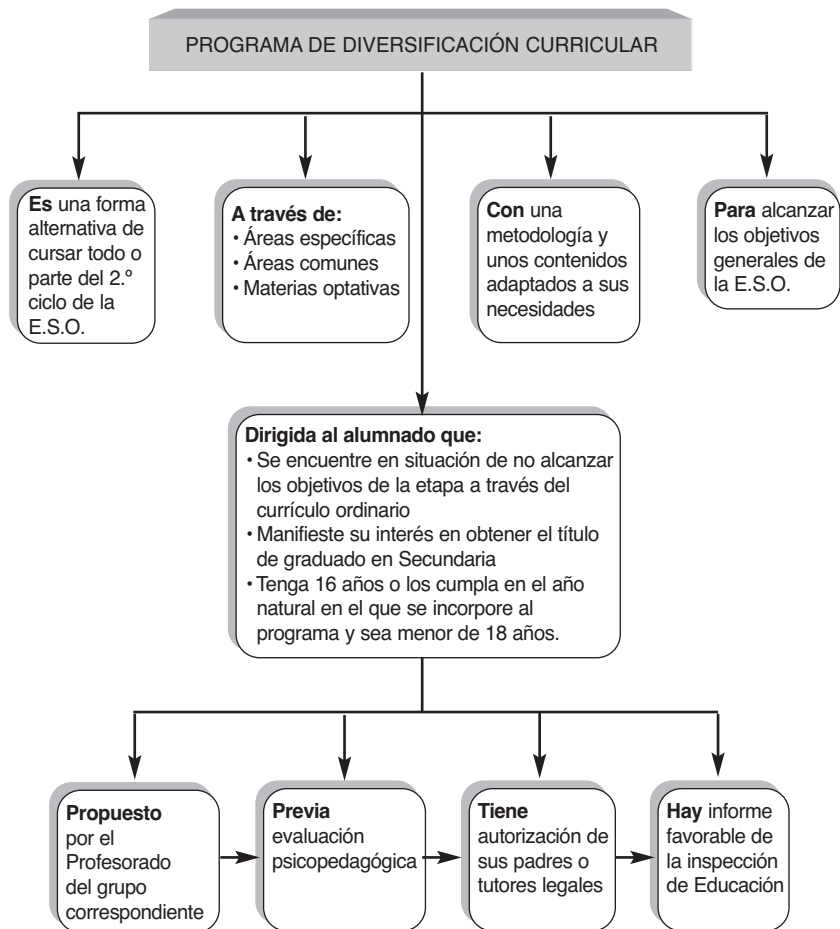 PROGRAMA DE DIVERSIFICACIÓN CURRICULAR
Es una forma
alternativa de
cursar todo o
parte del 2.º
ciclo de la
E.S.O.
A través de:
• Áreas específicas
• Áreas comunes
• Materias optativas
Con una
metodología y
unos contenidos
adaptados a sus
necesidades
Para alcanzar
los objetivos
generales de
la E.S.O.
Dirigida al alumnado que:
• Se encuentre en situación de no alcanzar
los objetivos de la etapa a través del
currículo ordinario
• Manifieste su interés en obtener el título
de graduado en Secundaria
• Tenga 16 años o los cumpla en el año
natural en el que se incorpore al
programa y sea menor de 18 años.
Propuesto
por el
Profesorado
del grupo
correspondiente
Previa
evaluación
psicopedagógica
Tiene
autorización de
sus padres o
tutores legales
Hay informe
favorable de
la inspección
de Educación